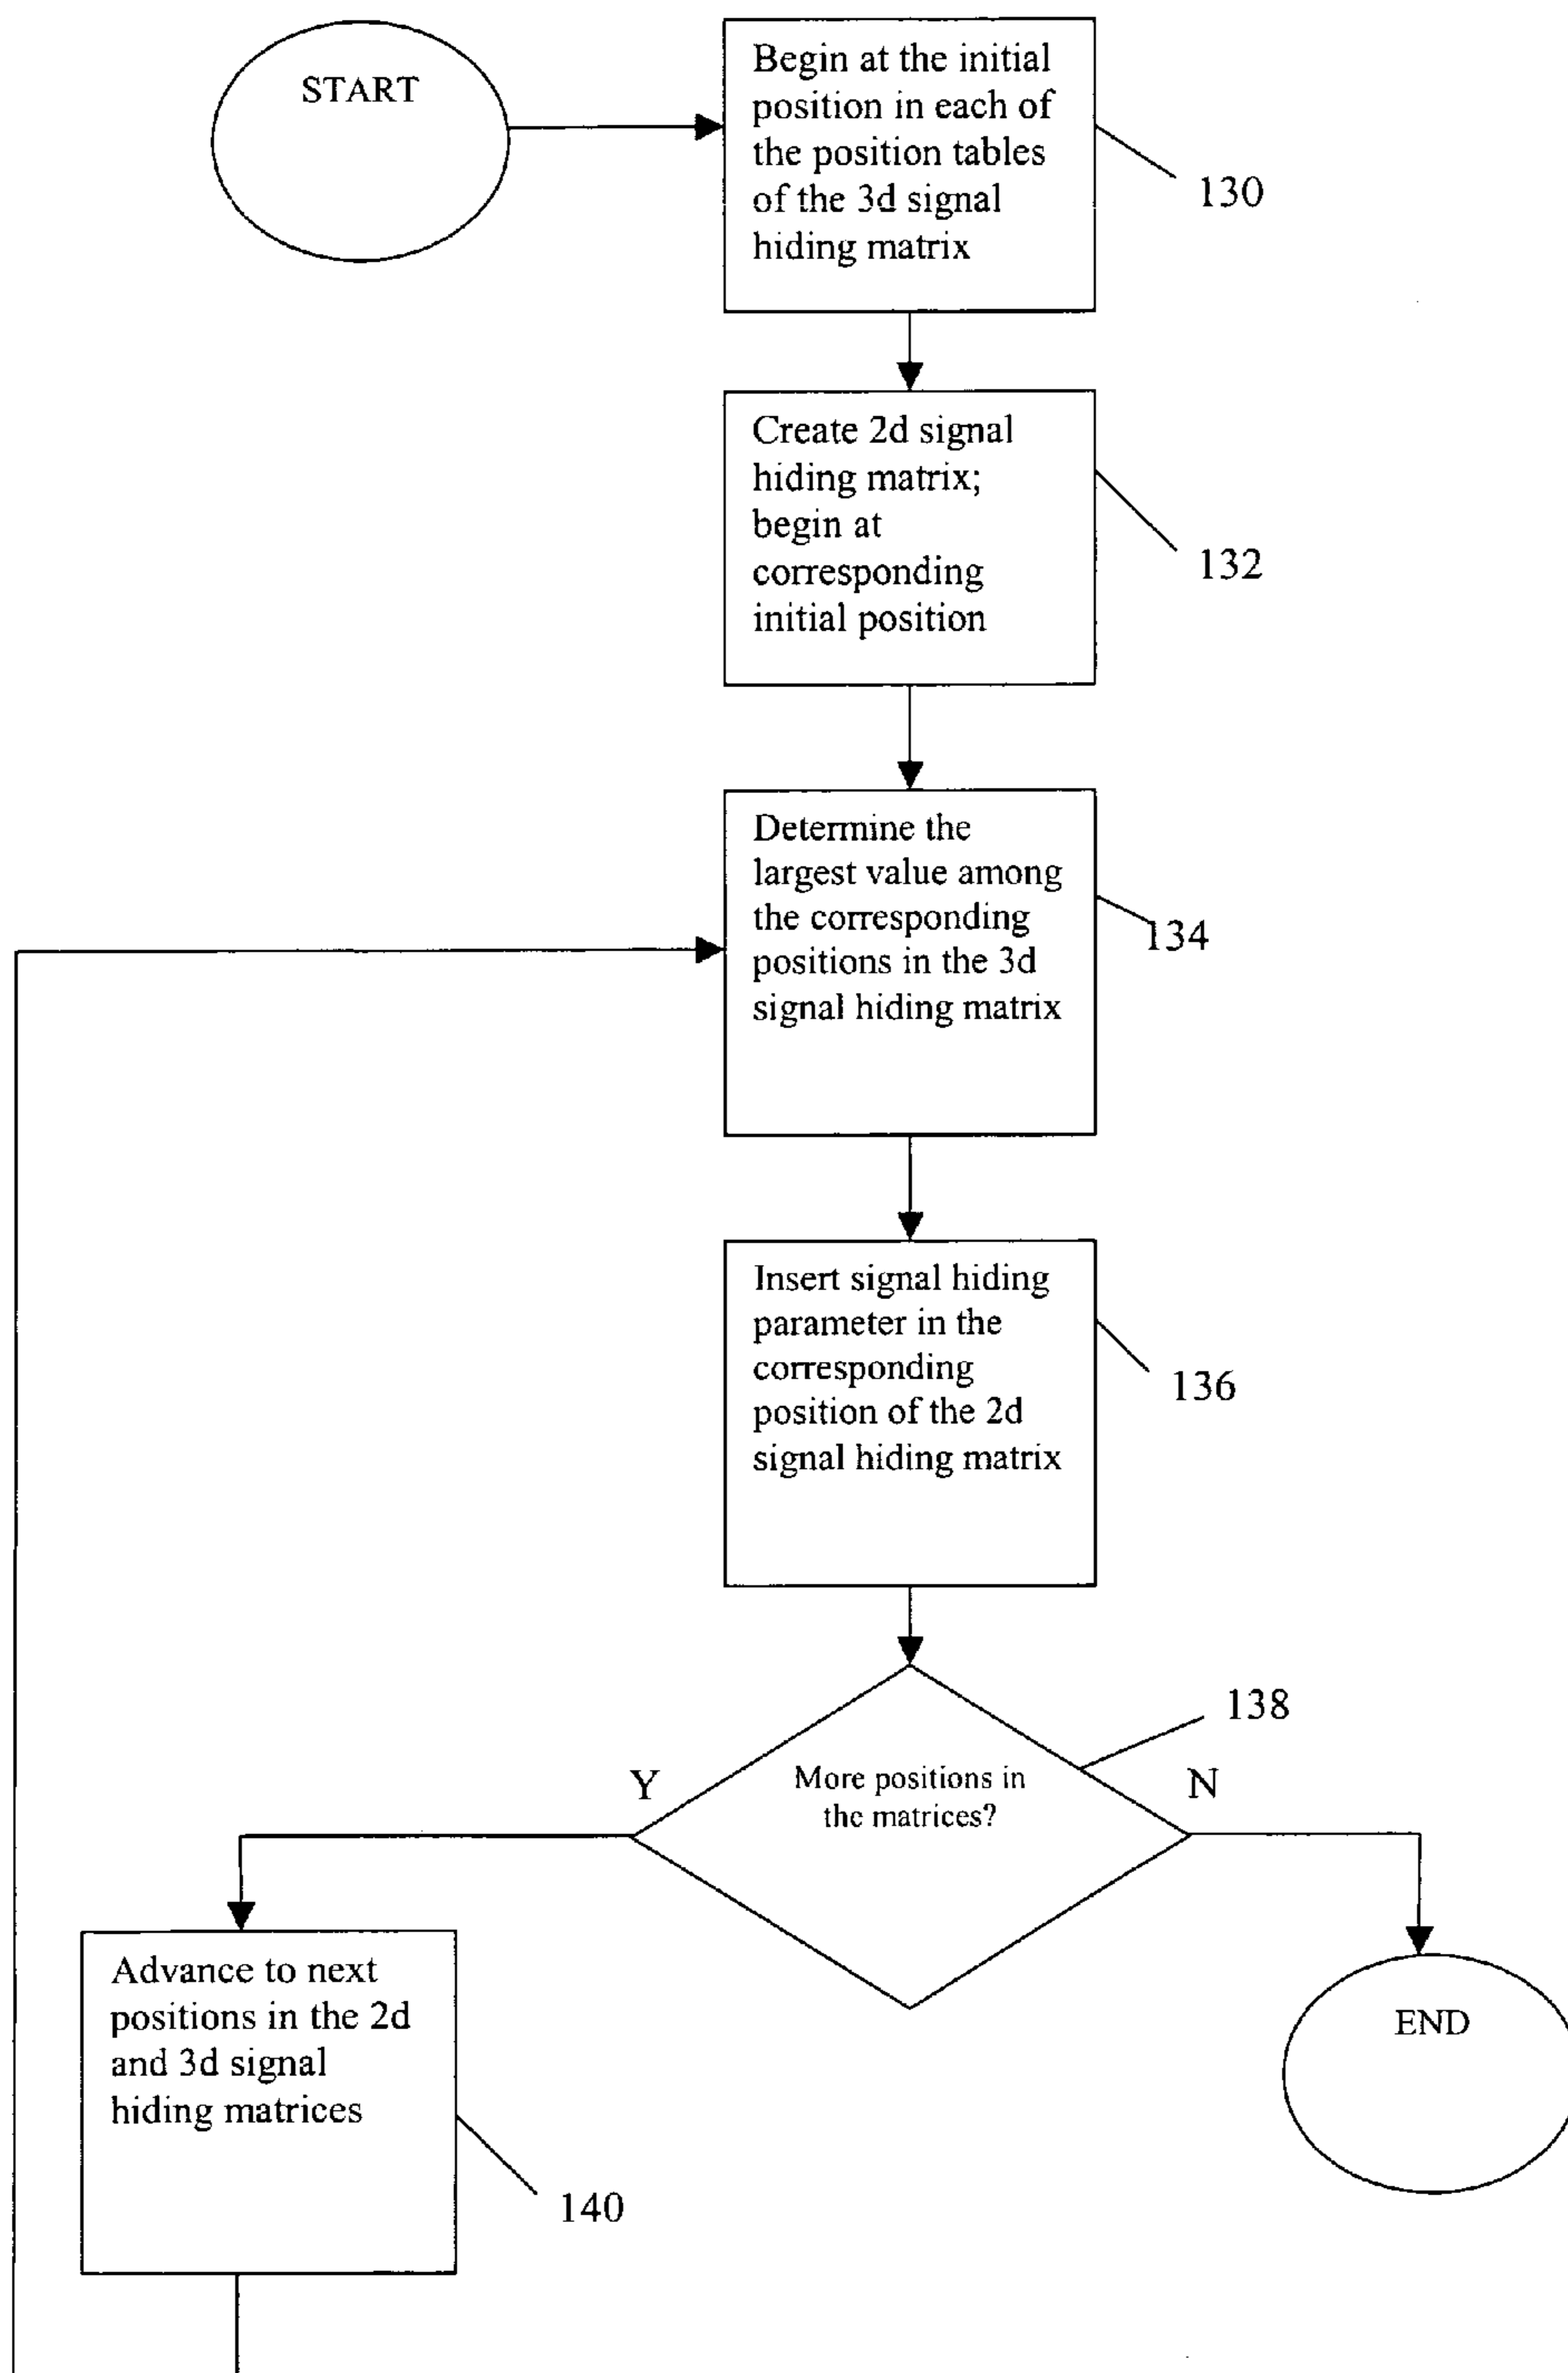 START
Begin at the initial
position in each of
the position tables
of the 3d signal
hiding matrix
130
Create 2d signal
hiding matrix;
begin at
corresponding
initial position
132
Determine the
largest value among
the corresponding
positions in the 3d
signal hiding matrix
134
Insert signal hiding
parameter in the
corresponding
position of the 2d
signal hiding matrix
136
138
Y
More positions in
the matrices?
N
Advance to next
positions in the 2d
and 3d signal
hiding matrices
140
END